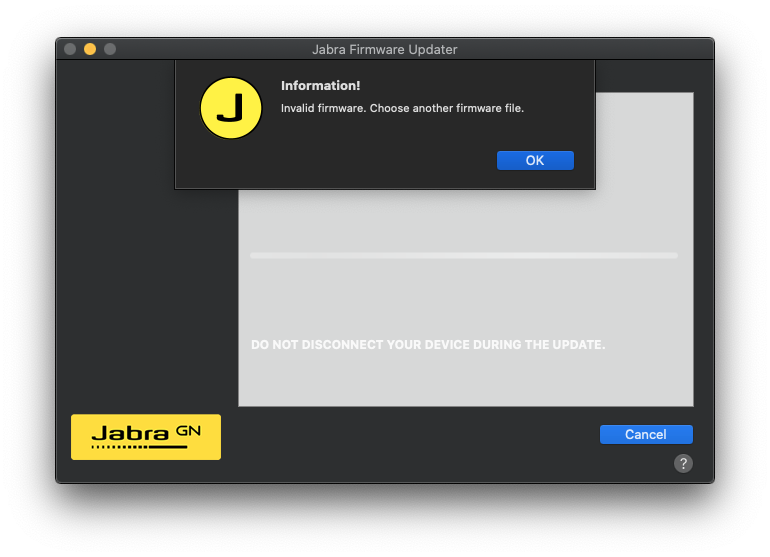 Jabra Firmware Updater
J
Information!
Invalid firmware. Choose another firmware file.
OK
DO NOT DISCONNECT YOUR DEVICE DURING THE UPDATE.
Jabra GN
Cancel
?